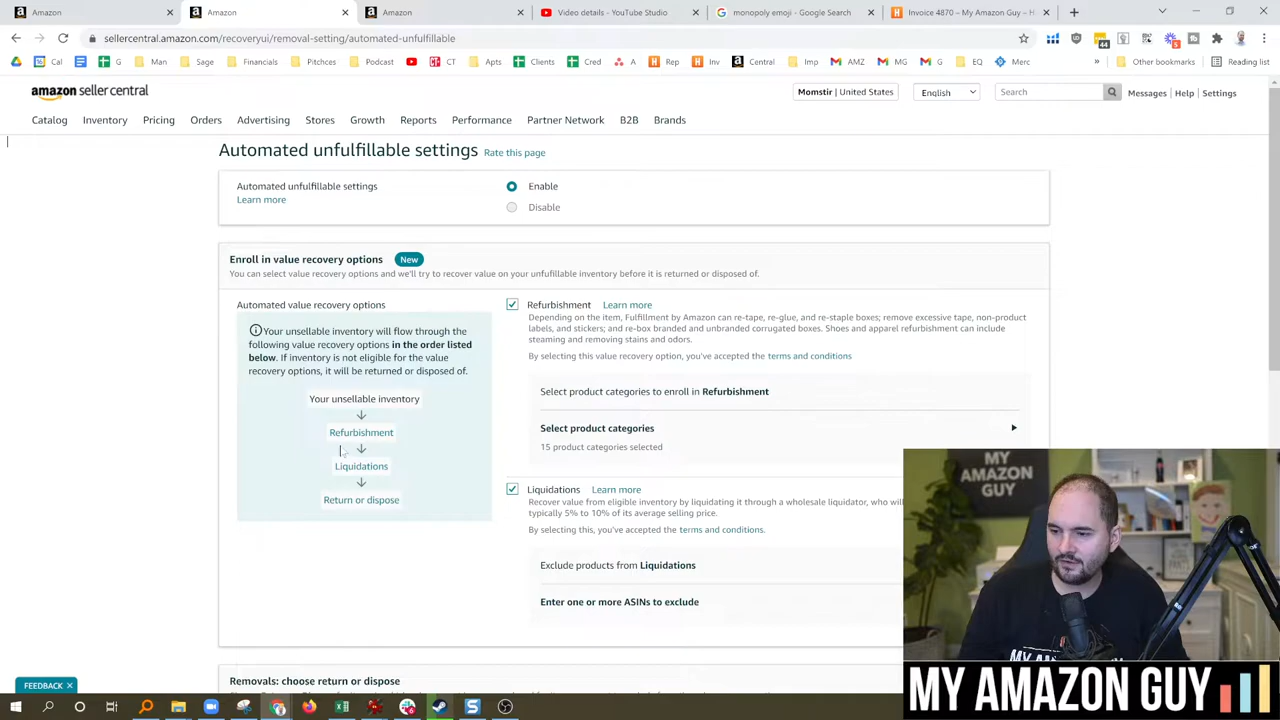 Amazon
Amazon
Amazon
Video details - YouTube Studio
monopoly emoji - Google Search
Invoice 4870 – My Amazon Guy - H
sellercentral.amazon.com/recoveryui/removal-setting/automated-unfulfillable
44
5
Cal
G
Man
Sage
Financials
Pitchces
Podcast
CT
Apts
Clients
Cred
A
Rep
Inv
Central
Imp
AMZ
MG
G
EQ
Merc
»
Other bookmarks
Reading list
amazon seller central
Momstir | United States
English
Search
Messages | Help | Settings
Catalog
Inventory
Pricing
Orders
Advertising
Stores
Growth
Reports
Performance
Partner Network
B2B
Brands
Automated unfulfillable settings
Rate this page
Automated unfulfillable settings
Learn more
Enable
Disable
Enroll in value recovery options
New
You can select value recovery options and we'll try to recover value on your unfulfillable inventory before it is returned or disposed of.
Automated value recovery options
Your unsellable inventory will flow through the
following value recovery options in the order listed
below. If inventory is not eligible for the value
recovery options, it will be returned or disposed of.
Your unsellable inventory
Refurbishment
Liquidations
Return or dispose
Refurbishment
Learn more
Depending on the item, Fulfillment by Amazon can re-tape, re-glue, and re-staple boxes; remove excessive tape, non-product
labels, and stickers; and re-box branded and unbranded corrugated boxes. Shoes and apparel refurbishment can include
steaming and removing stains and odors.
By selecting this value recovery option, you've accepted the terms and conditions
Select product categories to enroll in Refurbishment
Select product categories
15 product categories selected
Liquidations
Learn more
Recover value from eligible inventory by liquidating it through a wholesale liquidator, who wil
typically 5% to 10% of its average selling price.
By selecting this, you've accepted the terms and conditions.
Exclude products from Liquidations
Enter one or more ASINs to exclude
Removals: choose return or dispose
FEEDBACK
MY
AMAZON
GUY
MY AMAZON GUY